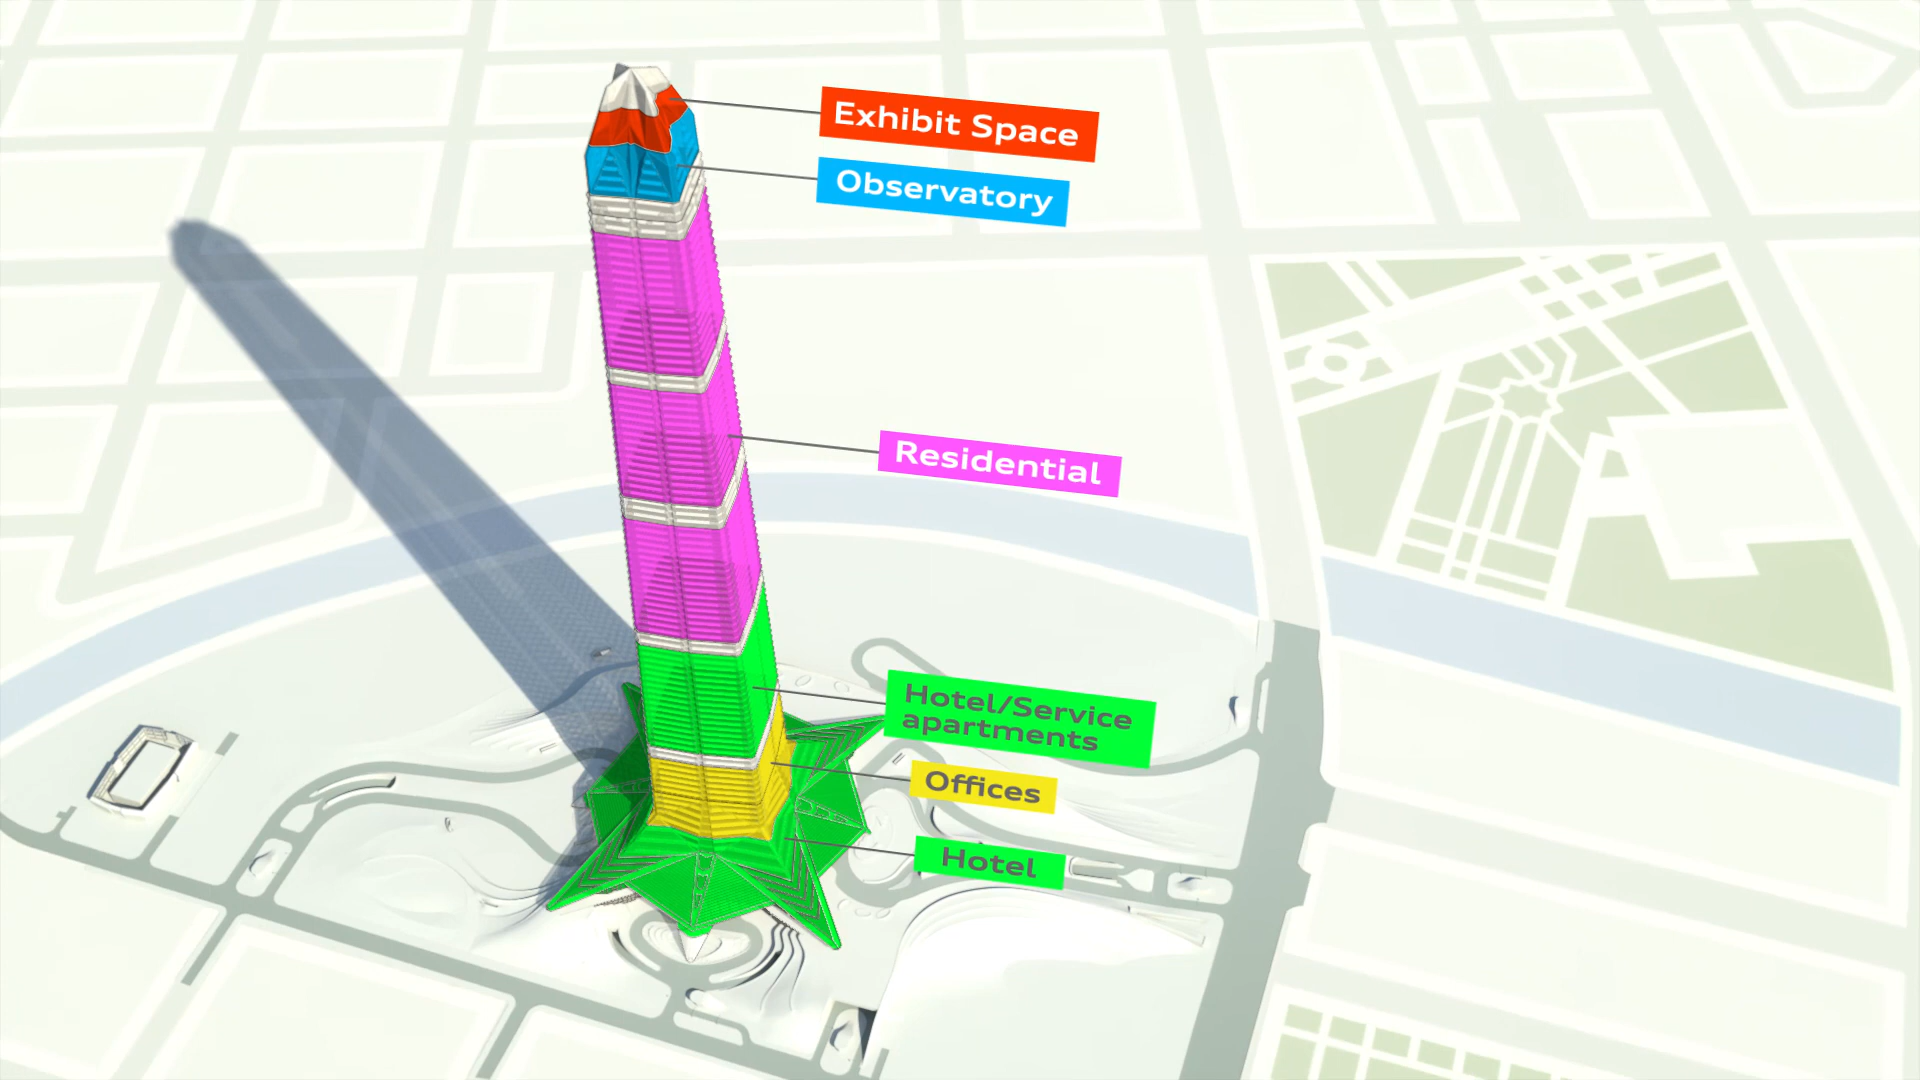 Exhibit Space
Observatory
Residential
Hotel/Service
apartments
Offices
Hotel